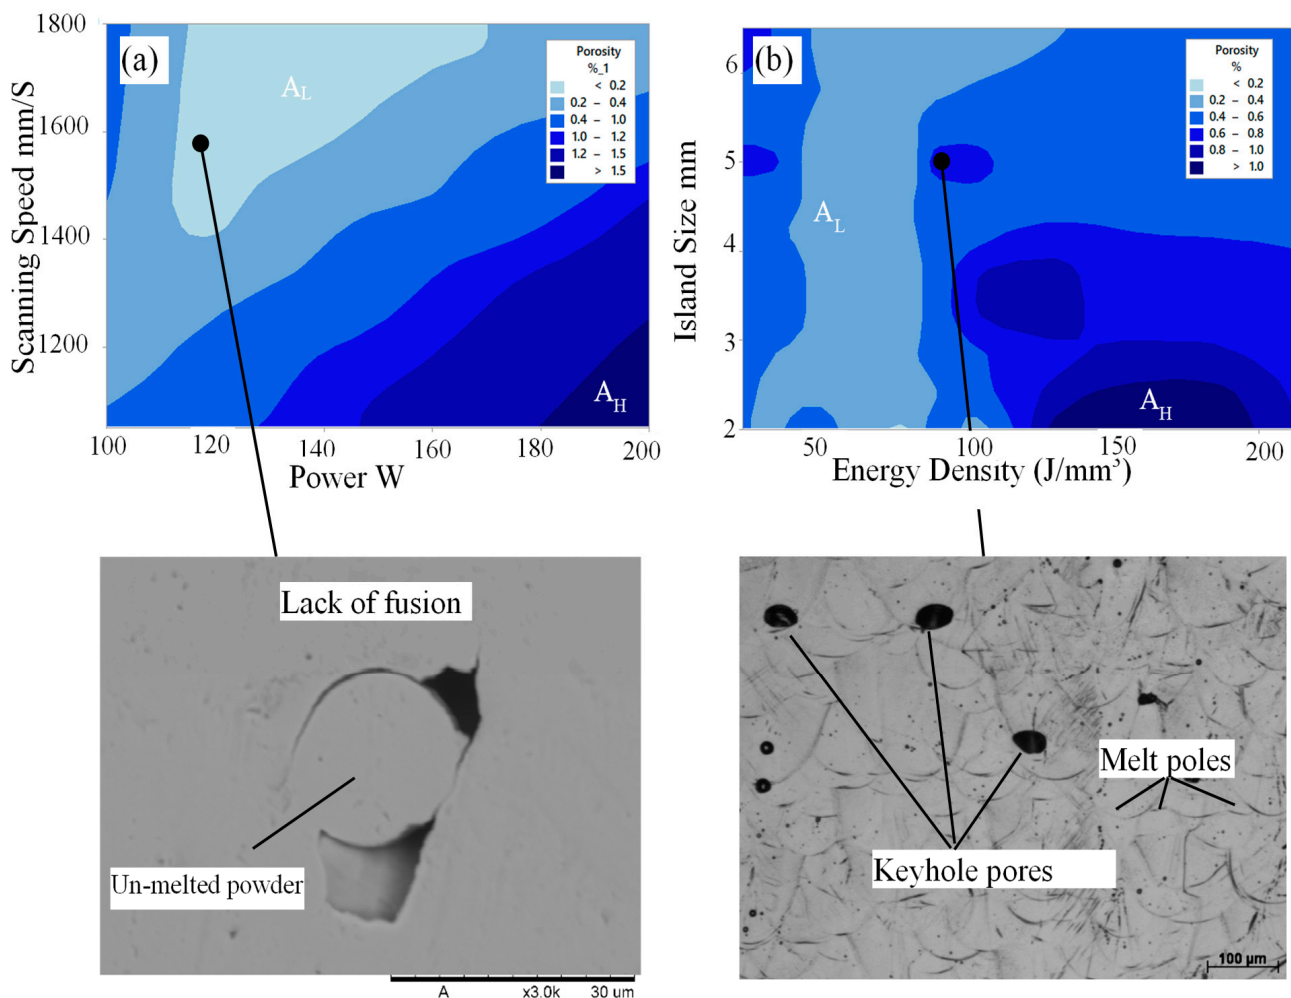 (a)
Scanning Speed mm/S
1800
1600
1400
1200
A_L
A_H
Porosity
%_1
< 0.2
0.2 – 0.4
0.4 – 1.0
1.0 – 1.2
1.2 – 1.5
> 1.5
100 120 140 160 180 200
Power W
(b)
Island Size mm
6
5
4
3
2
A_L
A_H
Porosity
%
< 0.2
0.2 – 0.4
0.4 – 0.6
0.6 – 0.8
0.8 – 1.0
> 1.0
50 100 150 200
Energy Density (J/mm³)
Lack of fusion
Un-melted powder
A x3.0k 30 um
Melt poles
Keyhole pores
100 µm